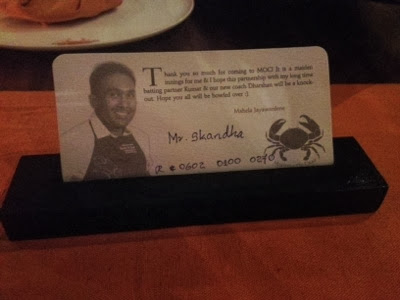 Thank you so much for coming to MOC! It is a maiden
innings for me & I hope this partnership with my long time
batting partner Kumar & our new coach Dharshan will be a knock-
out. Hope you all will be bowled over :)
Mahela Jayawardena
Mr. Skandha